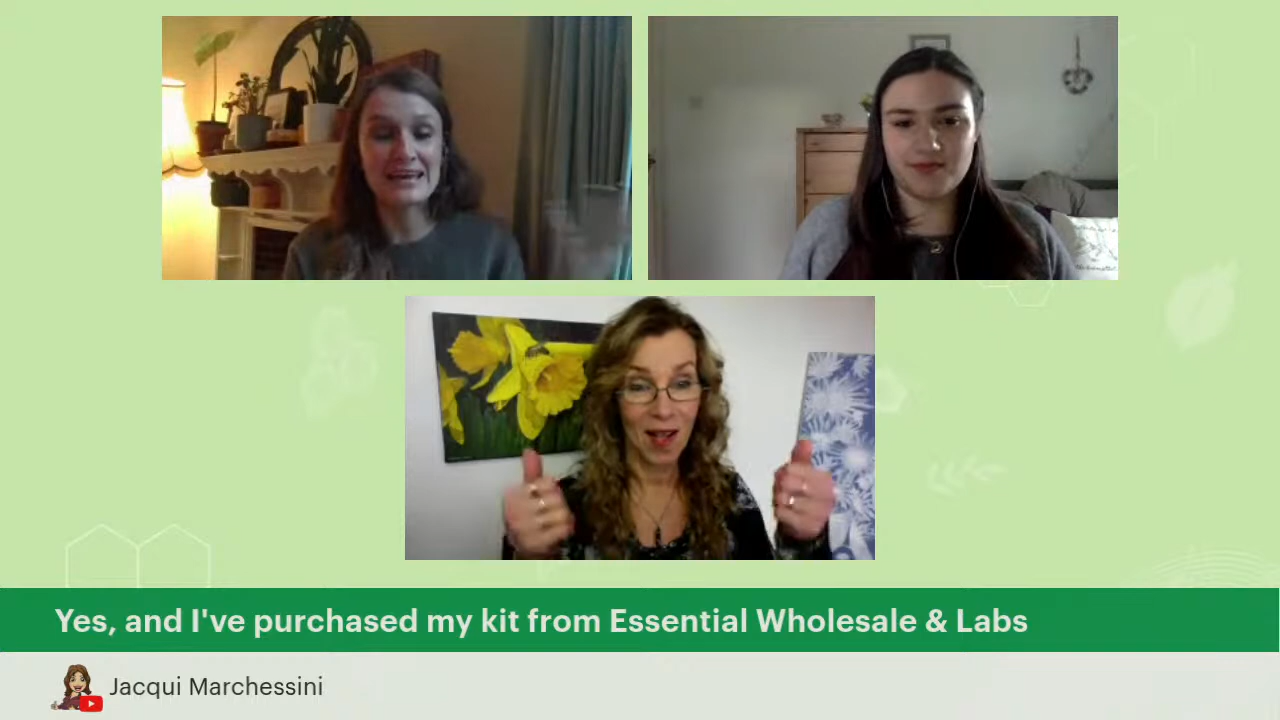 Yes, and I've purchased my kit from Essential Wholesale & Labs
Jacqui Marchessini